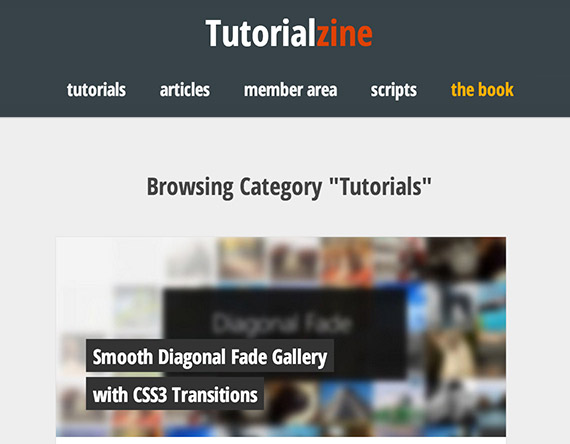 Tutorialzine
tutorials articles member area scripts the book
Browsing Category "Tutorials"
Diagonal Fade
Smooth Diagonal Fade Gallery
with CSS3 Transitions